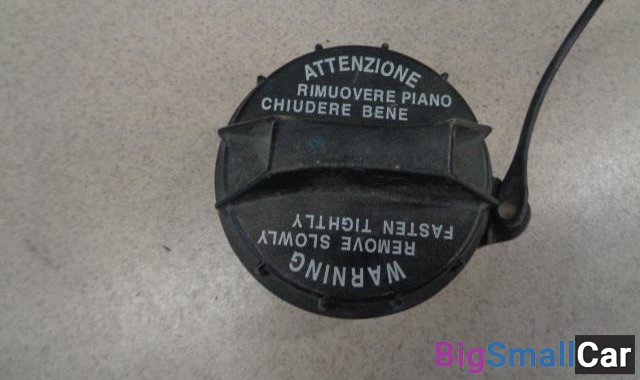 ATTENZIONE
RIMUOVERE PIANO
CHIUDERE BENE
WARNING
REMOVE SLOWLY
FASTEN TIGHTLY
BigSmallCar